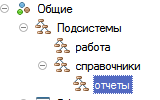 Общие
Подсистемы
работа
справочники
отчеты